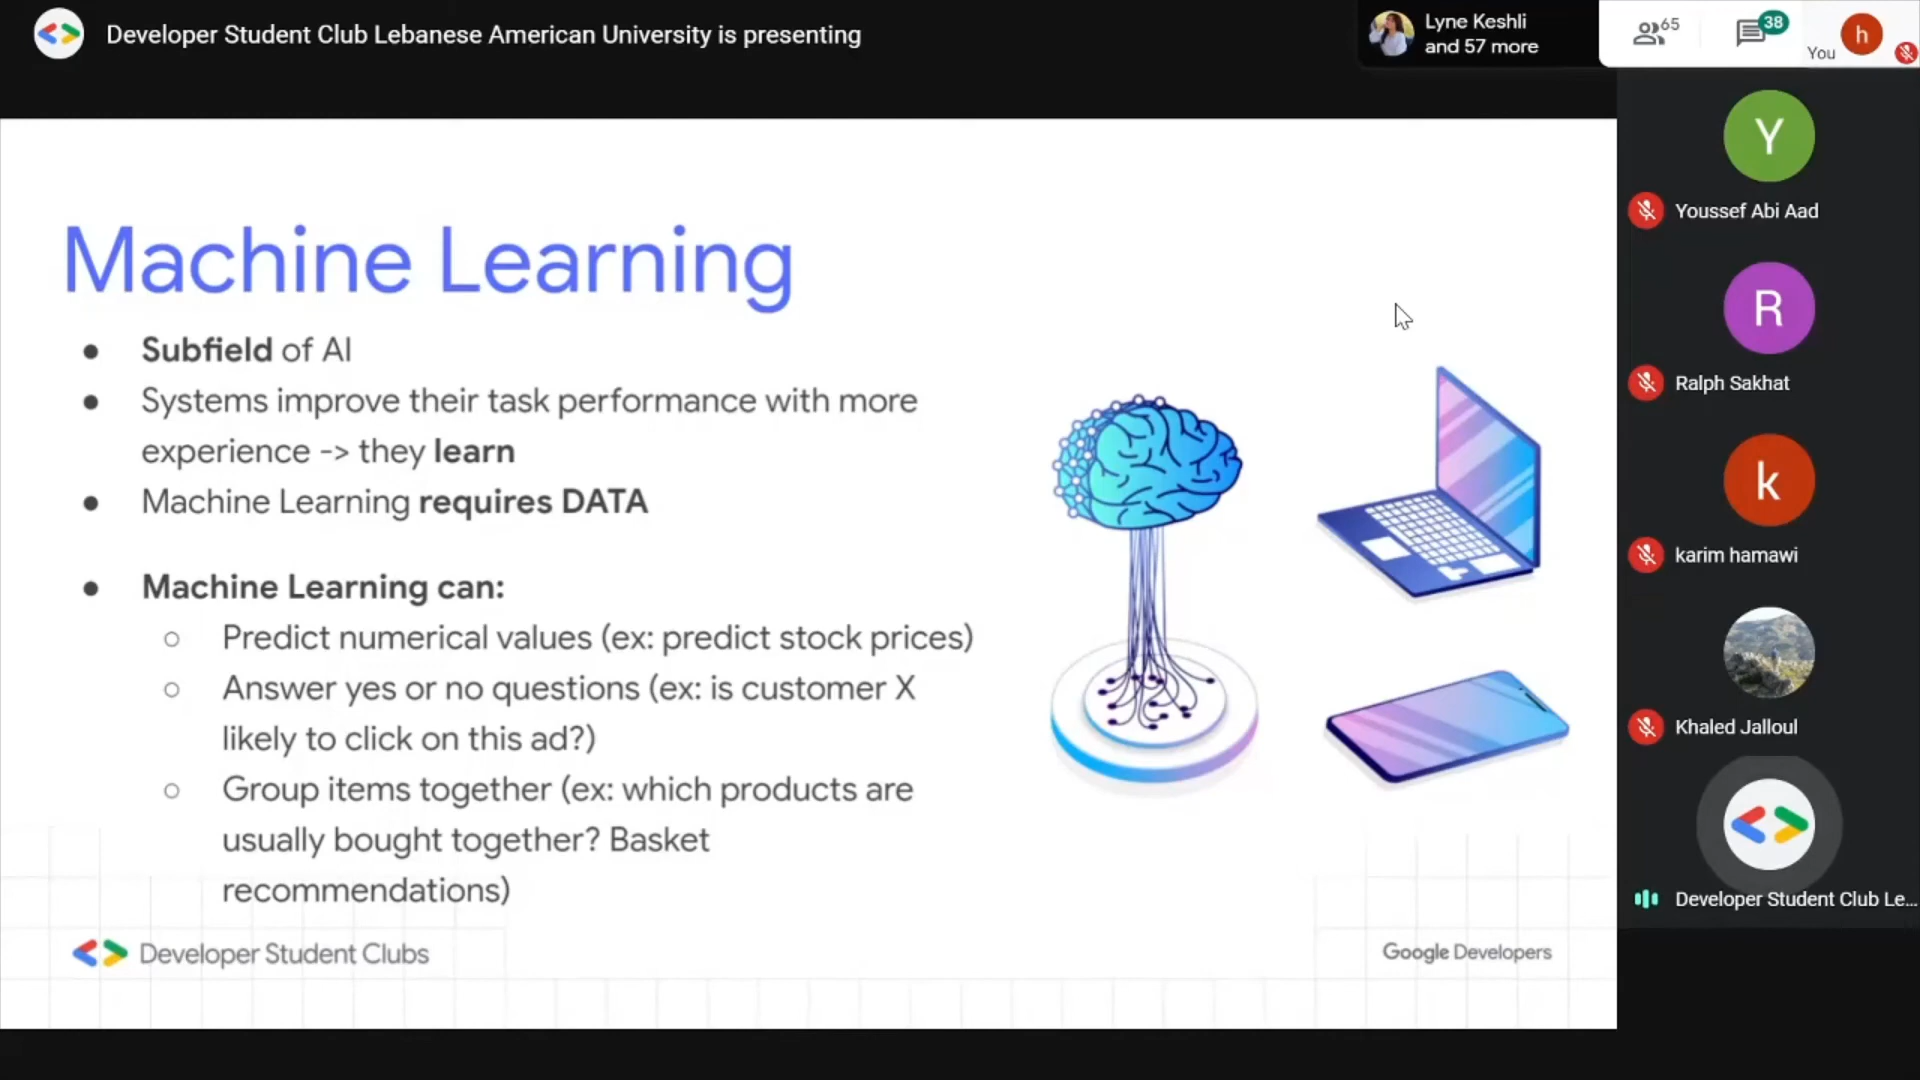 Developer Student Club Lebanese American University is presenting
Lyne Keshli
and 57 more
65
38
You
h
Machine Learning
● Subfield of AI
● Systems improve their task performance with more
experience -> they learn
● Machine Learning requires DATA
● Machine Learning can:
○ Predict numerical values (ex: predict stock prices)
○ Answer yes or no questions (ex: is customer X
likely to click on this ad?)
○ Group items together (ex: which products are
usually bought together? Basket
recommendations)
Developer Student Clubs
Google Developers
Y
Youssef Abi Aad
R
Ralph Sakhat
k
karim hamawi
Khaled Jalloul
Developer Student Club Le...